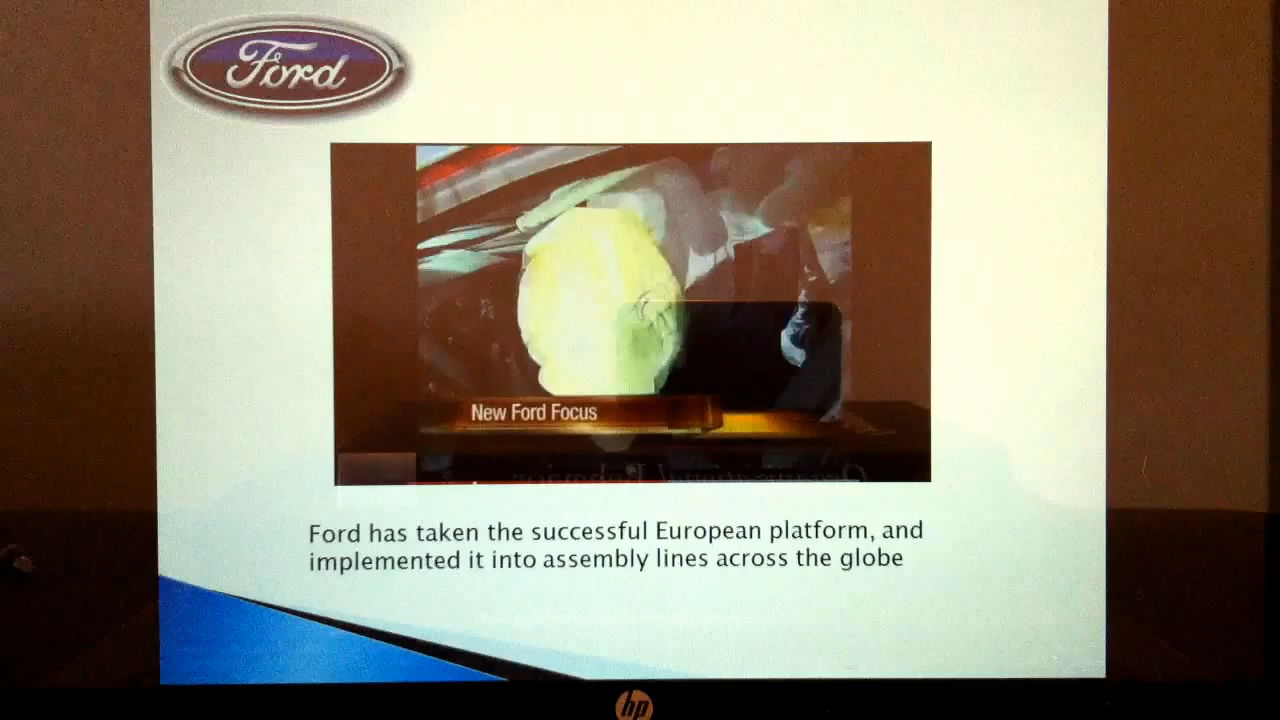 Ford
New Ford Focus
Ford has taken the successful European platform, and
implemented it into assembly lines across the globe
hp